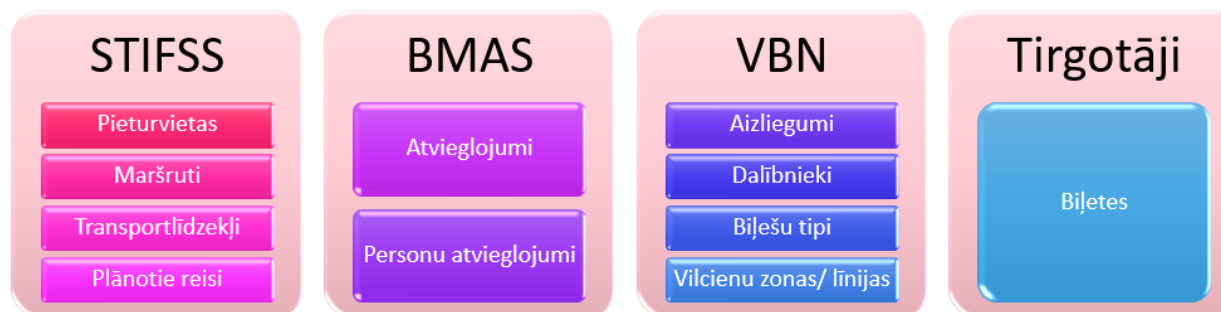 STIFSS
Pieturvietas
Maršruti
Transportlīdzekļi
Plānotie reisi
BMAS
Atvieglojumi
Personu atvieglojumi
VBN
Aizliegumi
Dalībnieki
Biļešu tipi
Vilcienu zonas/ līnijas
Tirgotāji
Biļetes